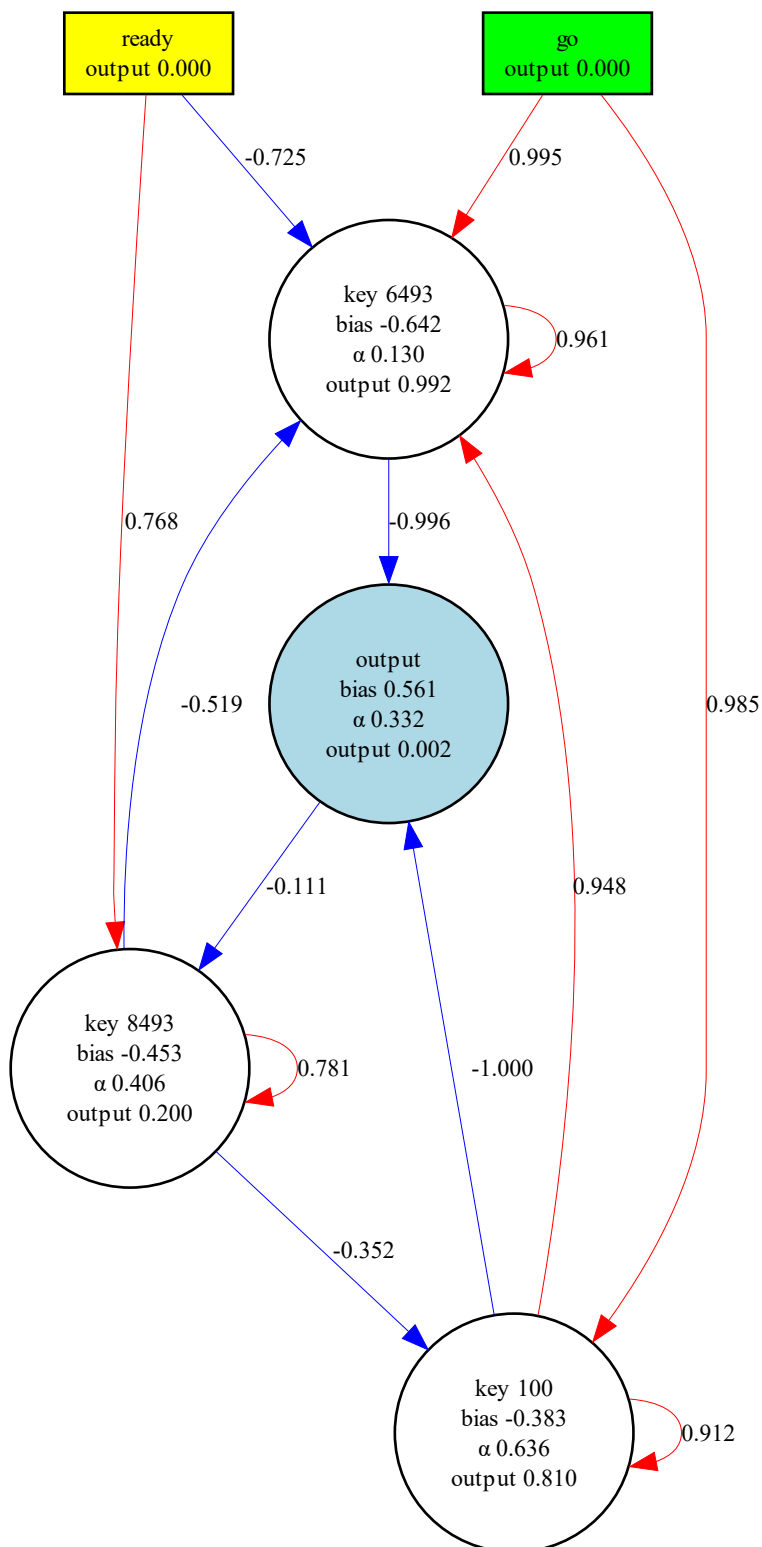 ready
output 0.000
go
output 0.000
-0.725
0.995
key 6493
bias -0.642
α 0.130
output 0.992
0.961
0.768
-0.996
output
bias 0.561
α 0.332
output 0.002
-0.519
0.985
-0.111
0.948
key 8493
bias -0.453
α 0.406
output 0.200
0.781
-1.000
-0.352
key 100
bias -0.383
α 0.636
output 0.810
0.912